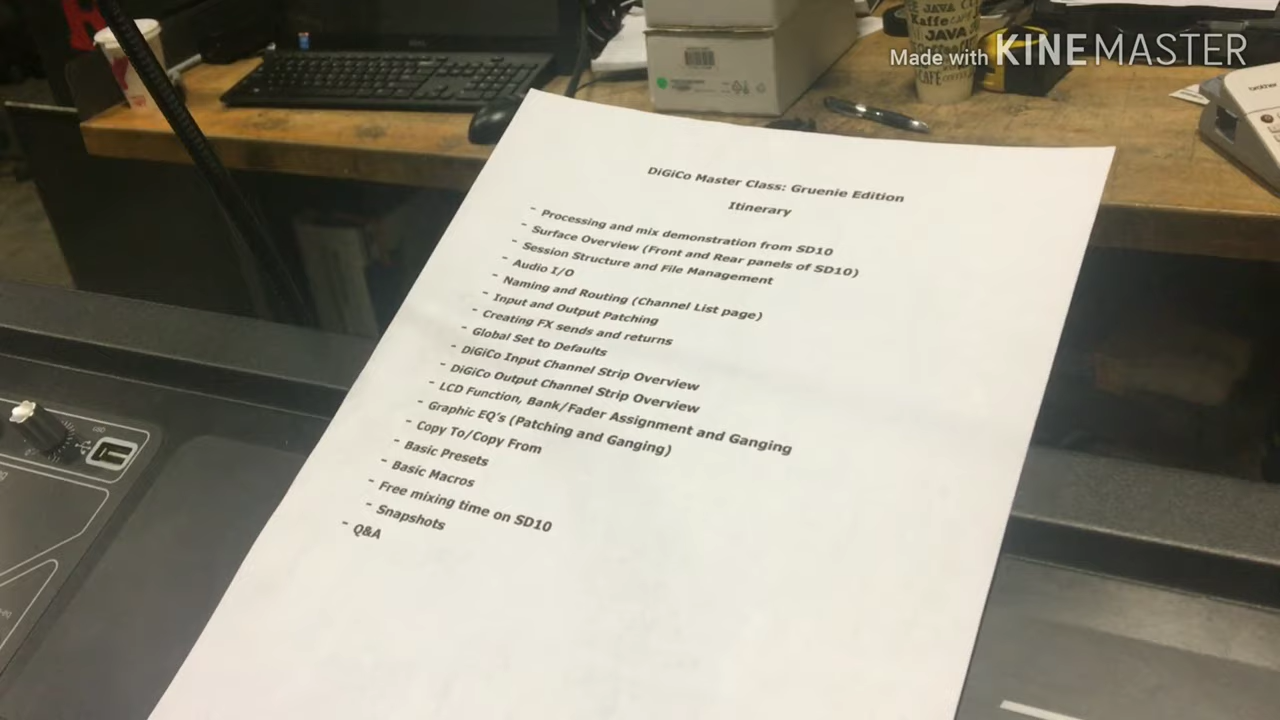 Made with KINEMASTER
JAVA CAFE
Kaffe CAFE
JAVA
CAFE
brother
DiGiCo Master Class: Gruenie Edition
Itinerary
- Processing and mix demonstration from SD10
- Surface Overview (Front and Rear panels of SD10)
- Session Structure and File Management
- Audio I/O
- Naming and Routing (Channel List page)
- Input and Output Patching
- Creating FX sends and returns
- Global Set to Defaults
- DiGiCo Input Channel Strip Overview
- DiGiCo Output Channel Strip Overview
- LCD Function, Bank/Fader Assignment and Ganging
- Graphic EQ's (Patching and Ganging)
- Copy To/Copy From
- Basic Presets
- Basic Macros
- Free mixing time on SD10
- Snapshots
- Q&A